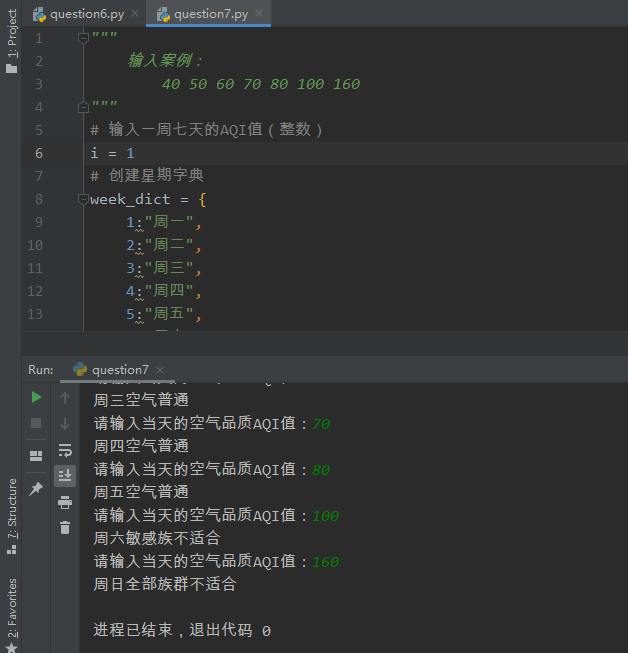 question6.py
question7.py
1: Project
1 """
2 输入案例：
3 40 50 60 70 80 100 160
4 """
5 # 输入一周七天的AQI值（整数）
6 i = 1
7 # 创建星期字典
8 week_dict = {
9 1:"周一",
10 2:"周二",
11 3:"周三",
12 4:"周四",
13 5:"周五",
Run: question7
周三空气普通
请输入当天的空气品质AQI值：70
周四空气普通
请输入当天的空气品质AQI值：80
周五空气普通
请输入当天的空气品质AQI值：100
周六敏感族不适合
请输入当天的空气品质AQI值：160
周日全部族群不适合
进程已结束，退出代码 0
7: Structure
2: Favorites